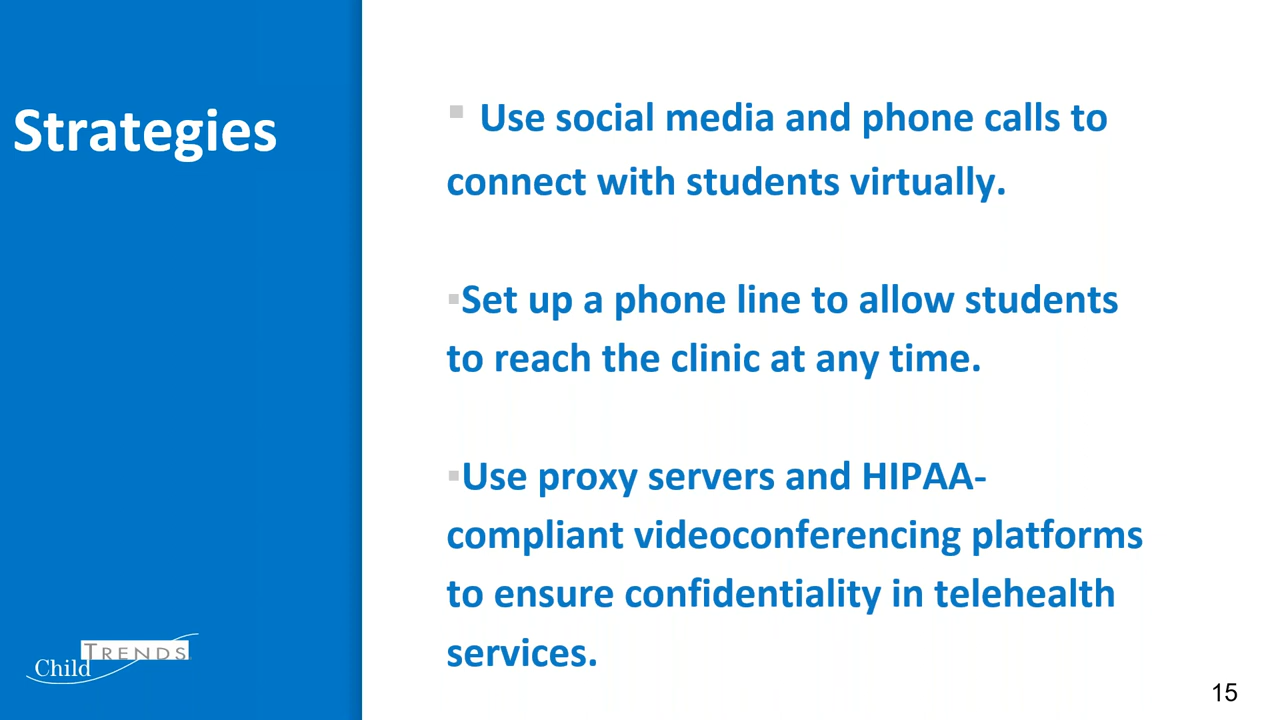 Strategies
▪ Use social media and phone calls to
connect with students virtually.
▪Set up a phone line to allow students
to reach the clinic at any time.
▪Use proxy servers and HIPAA-
compliant videoconferencing platforms
to ensure confidentiality in telehealth
services.
Child TRENDS
15